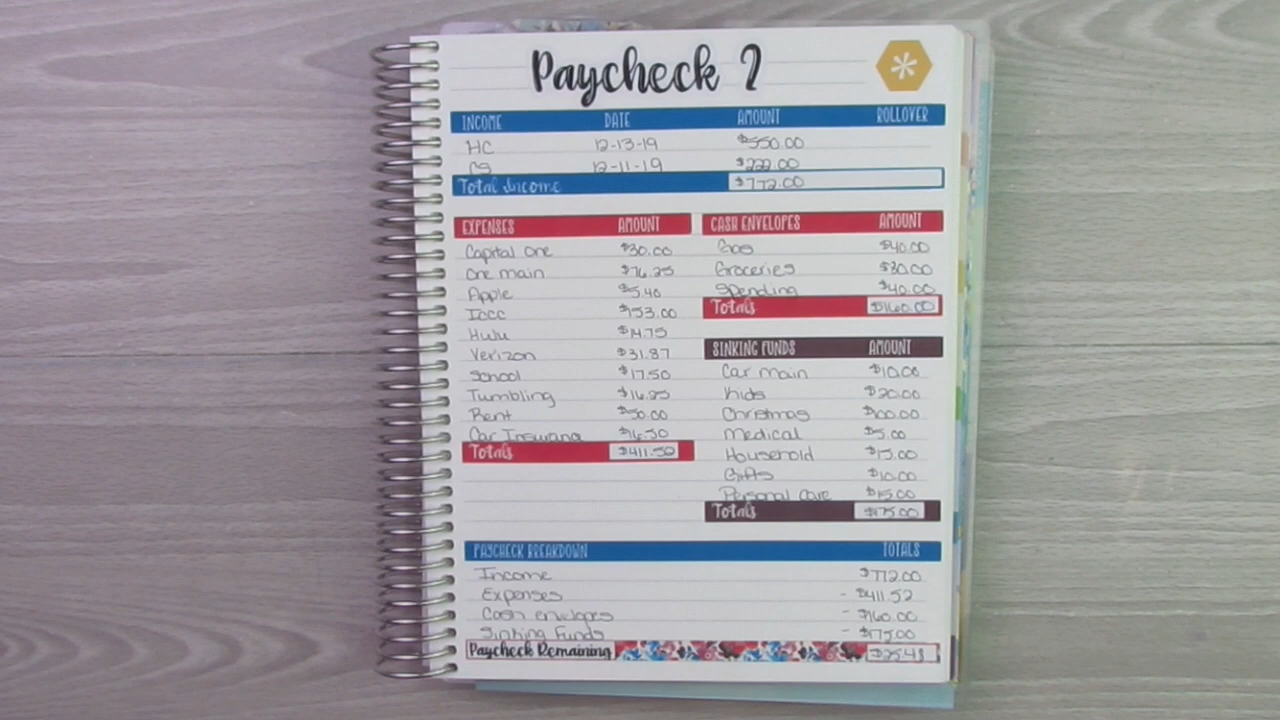 Paycheck 2
INCOME DATE AMOUNT ROLLOVER
HC 12-13-19 $550.00
CS 12-11-19 $222.00
Total Income $772.00
EXPENSES AMOUNT
Capital One $30.00
One main $76.25
Apple $5.40
ICCC $153.00
Hulu $14.75
Verizon $31.87
School $17.50
Tumbling $16.25
Rent $50.00
Car Insurance $16.50
Totals $411.52
CASH ENVELOPES AMOUNT
Gas $40.00
Groceries
Spending $40.00
Totals $160.00
SINKING FUNDS AMOUNT
Car main $10.00
Kids $20.00
Christmas $100.00
Medical $5.00
Household $15.00
Gifts $10.00
Personal Care $15.00
Totals $175.00
PAYCHECK BREAKDOWN TOTALS
Income $772.00
Expenses - $411.52
Cash envelopes - $160.00
Sinking Funds - $175.00
Paycheck Remaining $25.48